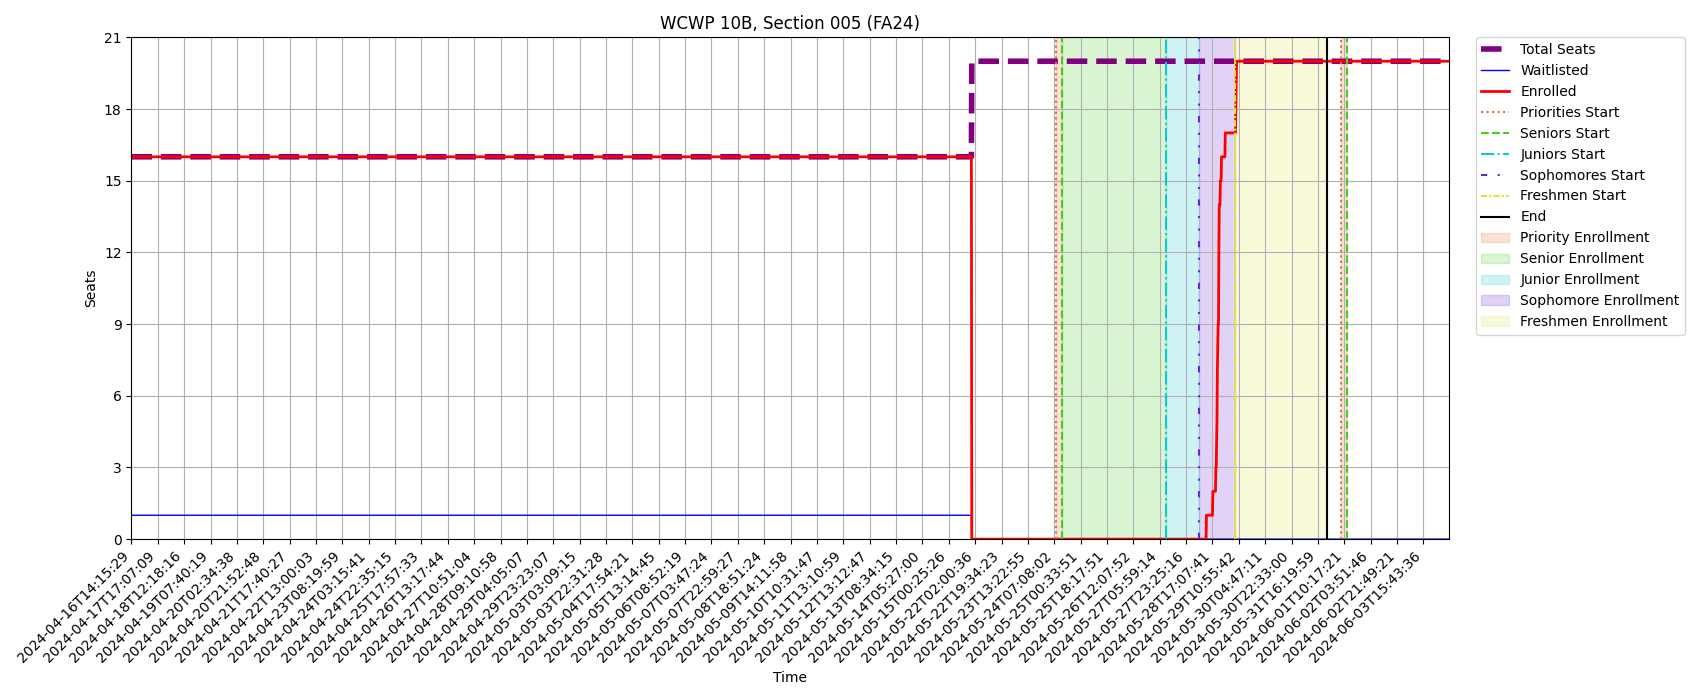 WCWP 10B, Section 005 (FA24)
21
18
15
12
9
6
3
0
Seats
2024-04-16T14:15:29
2024-04-17T17:07:09
2024-04-18T12:18:16
2024-04-19T07:40:19
2024-04-20T02:34:38
2024-04-20T21:52:48
2024-04-21T17:40:27
2024-04-22T13:00:03
2024-04-23T08:19:59
2024-04-24T03:15:41
2024-04-24T22:35:15
2024-04-25T17:57:33
2024-04-26T13:17:44
2024-04-27T10:51:04
2024-04-28T09:10:58
2024-04-29T04:05:07
2024-04-29T23:23:07
2024-05-03T03:09:15
2024-05-03T22:31:28
2024-05-04T17:54:21
2024-05-05T13:14:45
2024-05-06T08:52:19
2024-05-07T03:47:24
2024-05-07T22:59:27
2024-05-08T18:51:24
2024-05-09T14:11:58
2024-05-10T10:31:47
2024-05-11T13:10:59
2024-05-12T13:12:47
2024-05-13T08:34:15
2024-05-14T05:27:00
2024-05-15T00:25:26
2024-05-22T02:00:36
2024-05-22T19:34:23
2024-05-23T13:22:55
2024-05-24T07:08:02
2024-05-25T00:33:51
2024-05-25T18:17:51
2024-05-26T12:07:52
2024-05-27T05:59:14
2024-05-27T23:25:16
2024-05-28T17:07:41
2024-05-29T10:55:42
2024-05-30T04:47:11
2024-05-30T22:33:00
2024-05-31T16:19:59
2024-06-01T10:17:21
2024-06-02T03:51:46
2024-06-02T21:49:21
2024-06-03T15:43:36
Time
Total Seats
Waitlisted
Enrolled
Priorities Start
Seniors Start
Juniors Start
Sophomores Start
Freshmen Start
End
Priority Enrollment
Senior Enrollment
Junior Enrollment
Sophomore Enrollment
Freshmen Enrollment